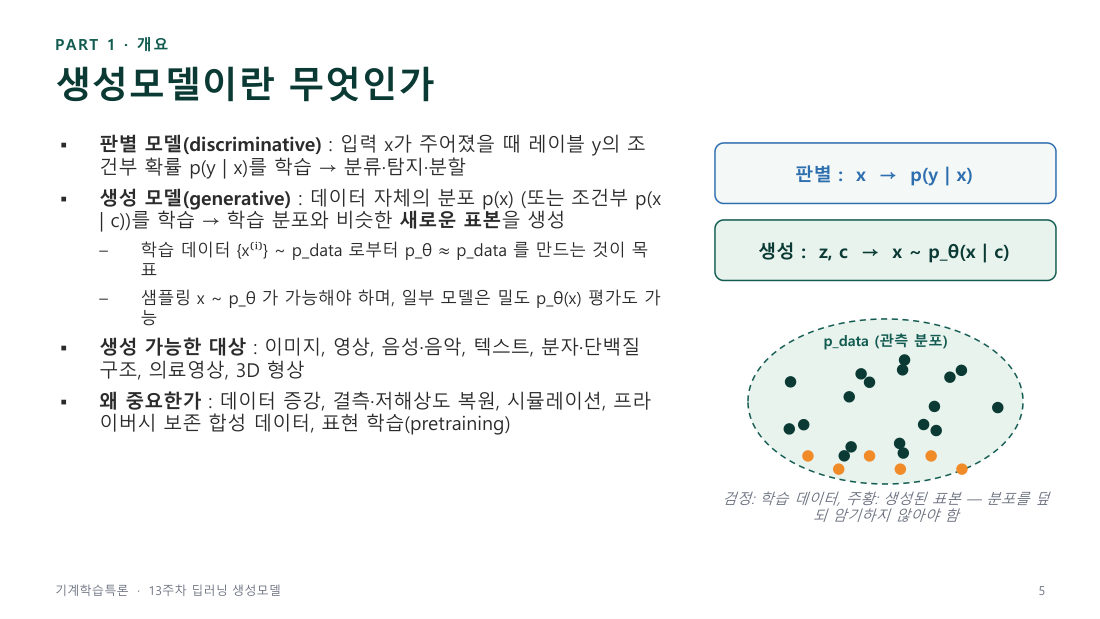 PART 1 · 개요
생성모델이란 무엇인가
▪ 판별 모델(discriminative) : 입력 x가 주어졌을 때 레이블 y의 조
건부 확률 p(y | x)를 학습 → 분류·탐지·분할
▪ 생성 모델(generative) : 데이터 자체의 분포 p(x) (또는 조건부 p(x
| c))를 학습 → 학습 분포와 비슷한 새로운 표본을 생성
– 학습 데이터 {x⁽ⁱ⁾} ~ p_data 로부터 p_θ ≈ p_data 를 만드는 것이 목
표
– 샘플링 x ~ p_θ 가 가능해야 하며, 일부 모델은 밀도 p_θ(x) 평가도 가
능
▪ 생성 가능한 대상 : 이미지, 영상, 음성·음악, 텍스트, 분자·단백질
구조, 의료영상, 3D 형상
▪ 왜 중요한가 : 데이터 증강, 결측·저해상도 복원, 시뮬레이션, 프라
이버시 보존 합성 데이터, 표현 학습(pretraining)
판별 : x → p(y | x)
생성 : z, c → x ~ p_θ(x | c)
p_data (관측 분포)
검정: 학습 데이터, 주황: 생성된 표본 — 분포를 덮
되 암기하지 않아야 함
기계학습특론 · 13주차 딥러닝 생성모델
5